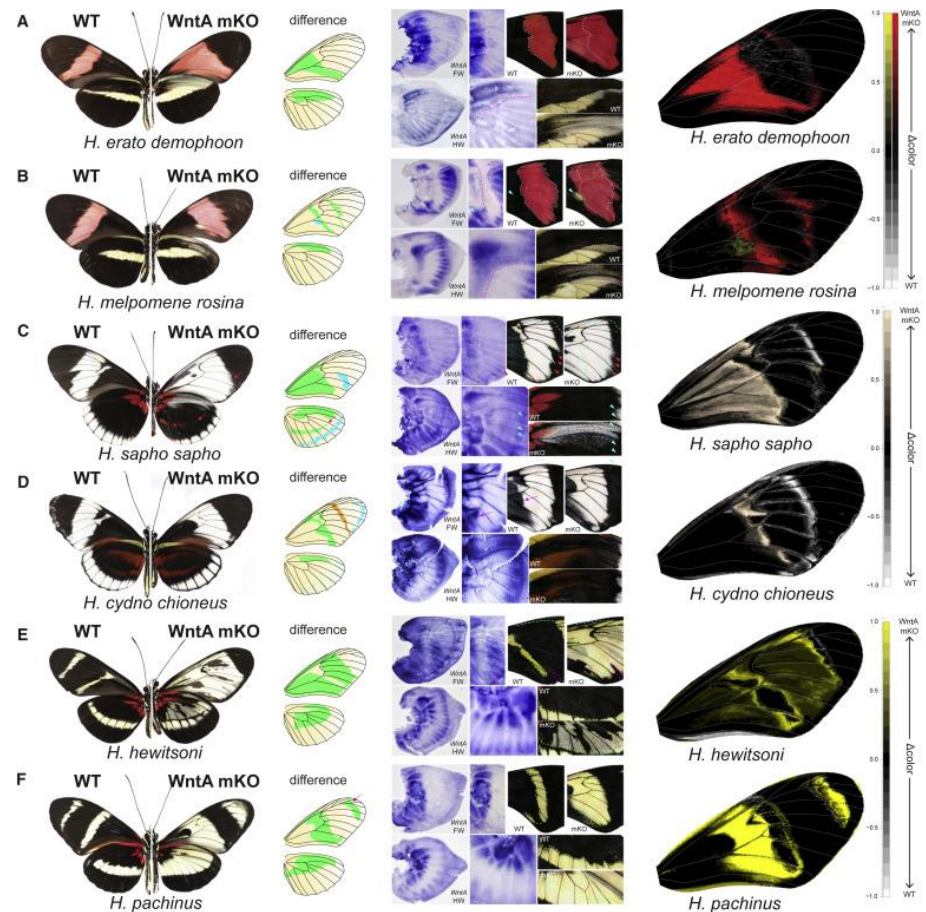 A WT WntA mKO difference
WntA
FW
WT
mKO
WntA
HW
WT
mKO
H. erato demophoon
H. erato demophoon
B WT WntA mKO difference
WntA
FW
WT
mKO
WntA
HW
WT
mKO
H. melpomene rosina
H. melpomene rosina
WntA
mKO
1.0
0.5
0.0
−0.5
−1.0
WT
Δcolor
C WT WntA mKO difference
WntA
FW
WT
mKO
WntA
HW
WT
mKO
H. sapho sapho
H. sapho sapho
D WT WntA mKO difference
WntA
FW
WT
mKO
WntA
HW
WT
mKO
H. cydno chioneus
H. cydno chioneus
WntA
mKO
1.0
0.5
0.0
−0.5
−1.0
WT
Δcolor
E WT WntA mKO difference
WntA
FW
WT
mKO
WntA
HW
WT
mKO
H. hewitsoni
H. hewitsoni
F WT WntA mKO difference
WntA
FW
WT
mKO
WntA
HW
WT
mKO
H. pachinus
H. pachinus
WntA
mKO
1.0
0.5
0.0
−0.5
−1.0
WT
Δcolor